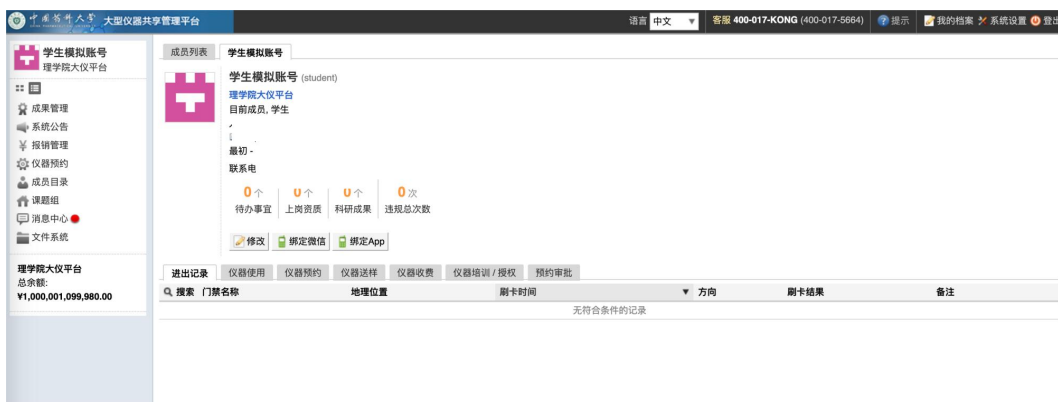 中国药科大学 大型仪器共享管理平台 语言 中文 客服 400-017-KONG (400-017-5664) 提示 我的档案 系统设置 登出
学生模拟账号
理学院大仪平台
成果管理
系统公告
报销管理
仪器预约
成员目录
课题组
消息中心
文件系统
理学院大仪平台
总余额:
¥1,000,001,099,980.00
成员列表 学生模拟账号
学生模拟账号 (student)
理学院大仪平台
目前成员, 学生
最初 -
联系电
0个 0个 0个 0次
待办事宜 上岗资质 科研成果 违规总次数
修改 绑定微信 绑定App
进出记录 仪器使用 仪器预约 仪器送样 仪器收费 仪器培训 / 授权 预约审批
搜索 门禁名称 地理位置 刷卡时间 方向 刷卡结果 备注
无符合条件的记录